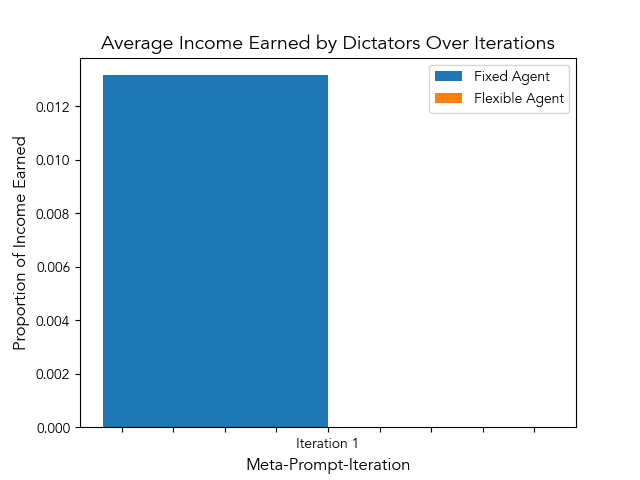 Average Income Earned by Dictators Over Iterations
Fixed Agent
Flexible Agent
Proportion of Income Earned
0.012
0.010
0.008
0.006
0.004
0.002
0.000
Iteration 1
Meta-Prompt-Iteration